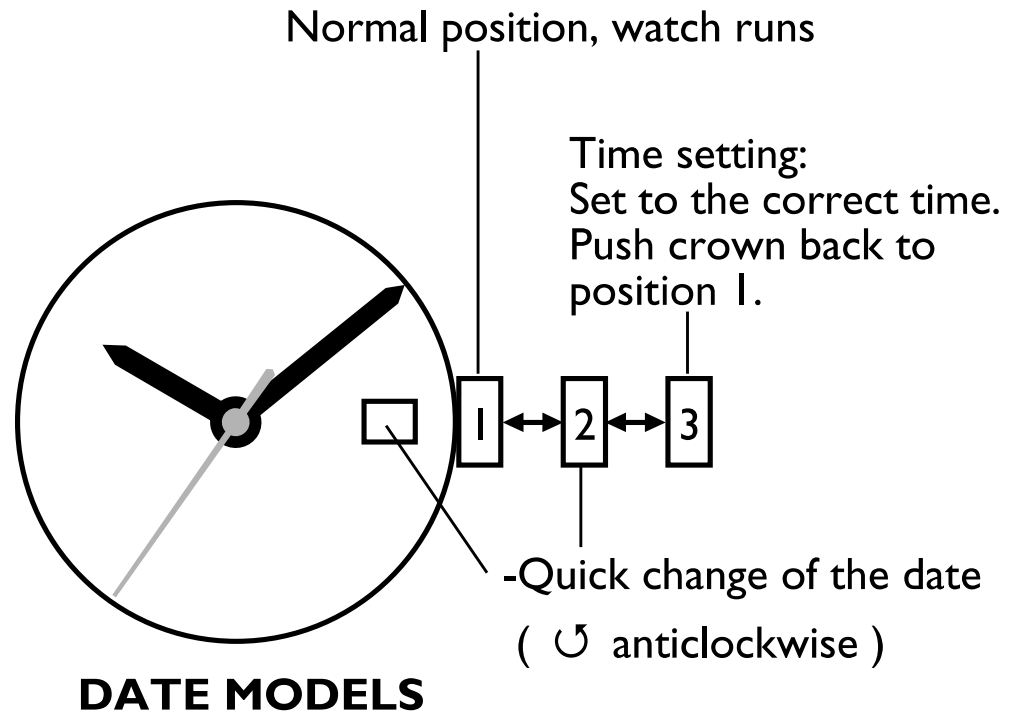 Normal position, watch runs
Time setting:
Set to the correct time.
Push crown back to
position 1.
1 2 3
-Quick change of the date
( ↺ anticlockwise )
DATE MODELS